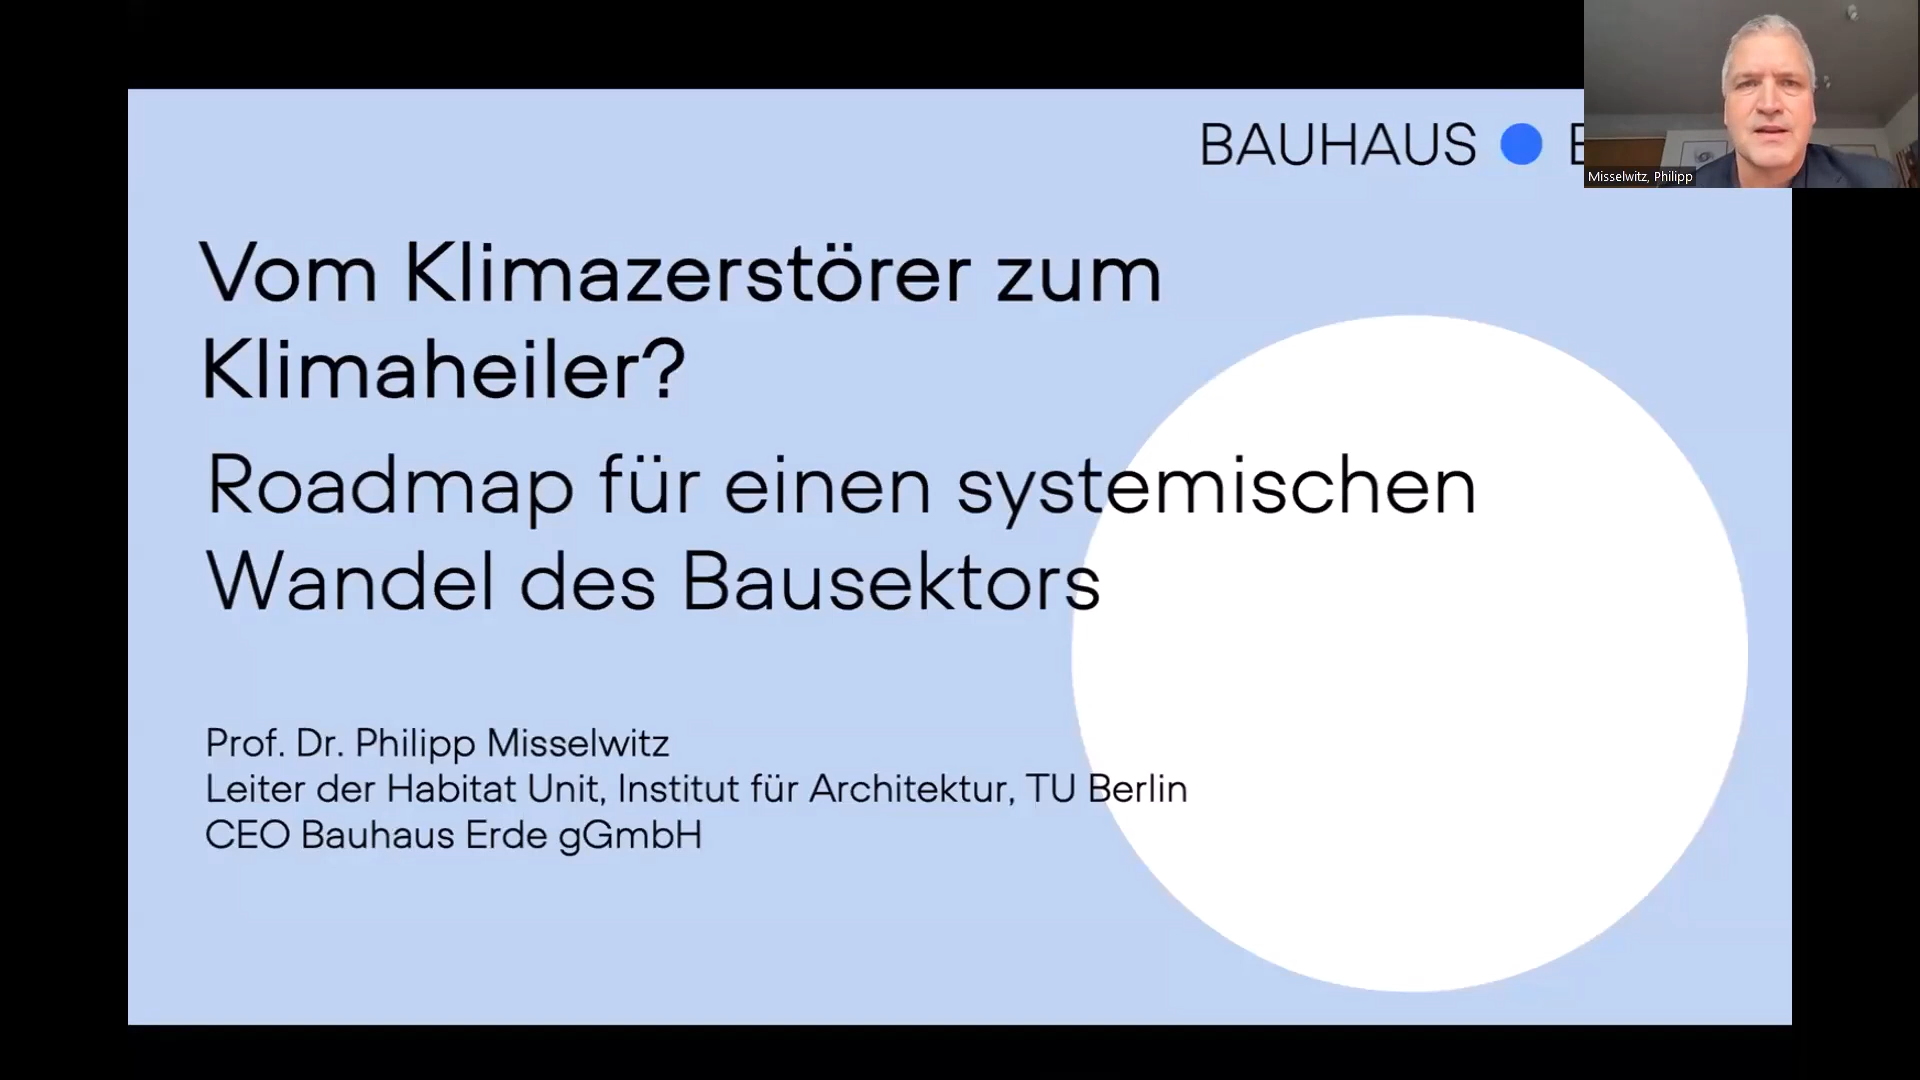 BAUHAUS
Misselwitz, Philipp
Vom Klimazerstörer zum
Klimaheiler?
Roadmap für einen systemischen
Wandel des Bausektors
Prof. Dr. Philipp Misselwitz
Leiter der Habitat Unit, Institut für Architektur, TU Berlin
CEO Bauhaus Erde gGmbH